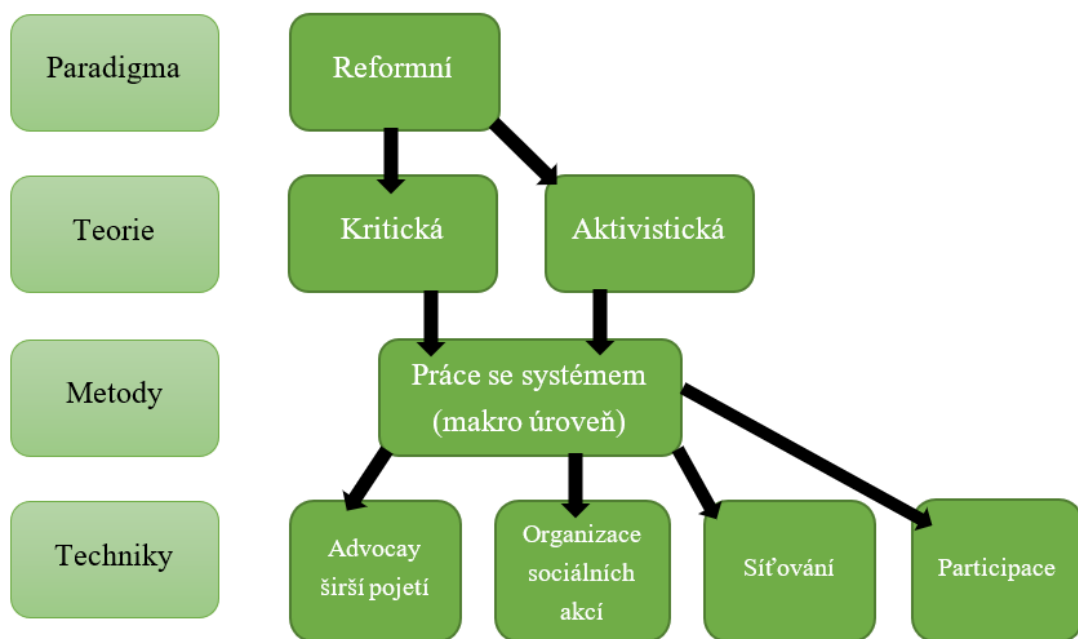 Paradigma
Reformní
Teorie
Kritická
Aktivistická
Metody
Práce se systémem
(makro úroveň)
Techniky
Advocay
širší pojetí
Organizace
sociálních
akcí
Síťování
Participace